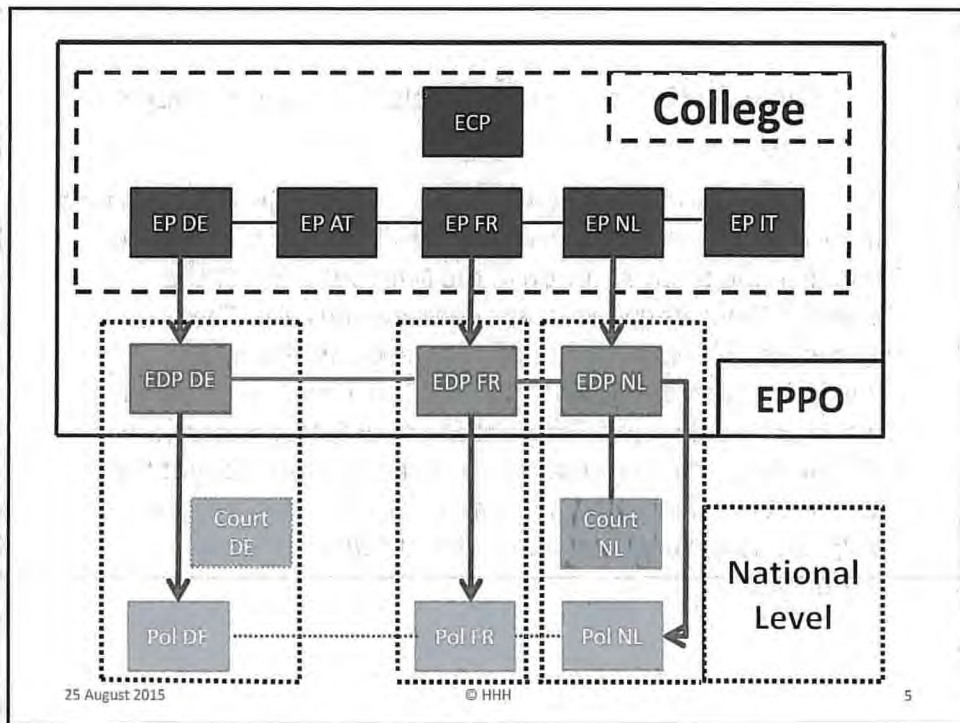 College
ECP
EP DE
EP AT
EP FR
EP NL
EP IT
EDP DE
EDP FR
EDP NL
EPPO
Court
DE
Court
NL
National
Level
Pol DE
Pol FR
Pol NL
25 August 2015
© HHH
5